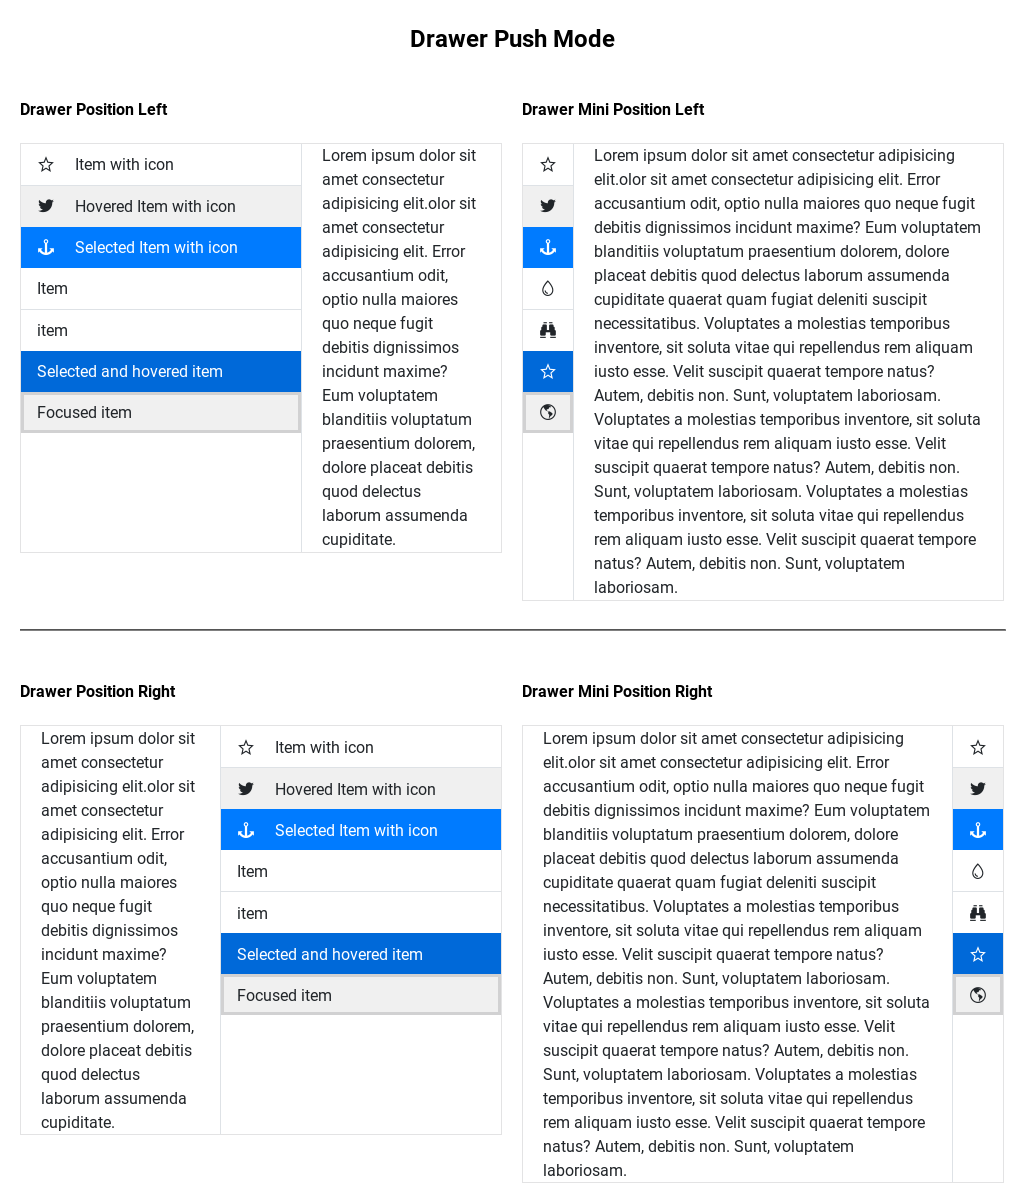 Drawer Push Mode
Drawer Position Left
Item with icon
Hovered Item with icon
Selected Item with icon
Item
item
Selected and hovered item
Focused item
Lorem ipsum dolor sit
amet consectetur
adipisicing elit.olor sit
amet consectetur
adipisicing elit. Error
accusantium odit,
optio nulla maiores
quo neque fugit
debitis dignissimos
incidunt maxime?
Eum voluptatem
blanditiis voluptatum
praesentium dolorem,
dolore placeat debitis
quod delectus
laborum assumenda
cupiditate.
Drawer Mini Position Left
Lorem ipsum dolor sit amet consectetur adipisicing
elit.olor sit amet consectetur adipisicing elit. Error
accusantium odit, optio nulla maiores quo neque fugit
debitis dignissimos incidunt maxime? Eum voluptatem
blanditiis voluptatum praesentium dolorem, dolore
placeat debitis quod delectus laborum assumenda
cupiditate quaerat quam fugiat deleniti suscipit
necessitatibus. Voluptates a molestias temporibus
inventore, sit soluta vitae qui repellendus rem aliquam
iusto esse. Velit suscipit quaerat tempore natus?
Autem, debitis non. Sunt, voluptatem laboriosam.
Voluptates a molestias temporibus inventore, sit soluta
vitae qui repellendus rem aliquam iusto esse. Velit
suscipit quaerat tempore natus? Autem, debitis non.
Sunt, voluptatem laboriosam. Voluptates a molestias
temporibus inventore, sit soluta vitae qui repellendus
rem aliquam iusto esse. Velit suscipit quaerat tempore
natus? Autem, debitis non. Sunt, voluptatem
laboriosam.
Drawer Position Right
Lorem ipsum dolor sit
amet consectetur
adipisicing elit.olor sit
amet consectetur
adipisicing elit. Error
accusantium odit,
optio nulla maiores
quo neque fugit
debitis dignissimos
incidunt maxime?
Eum voluptatem
blanditiis voluptatum
praesentium dolorem,
dolore placeat debitis
quod delectus
laborum assumenda
cupiditate.
Item with icon
Hovered Item with icon
Selected Item with icon
Item
item
Selected and hovered item
Focused item
Drawer Mini Position Right
Lorem ipsum dolor sit amet consectetur adipisicing
elit.olor sit amet consectetur adipisicing elit. Error
accusantium odit, optio nulla maiores quo neque fugit
debitis dignissimos incidunt maxime? Eum voluptatem
blanditiis voluptatum praesentium dolorem, dolore
placeat debitis quod delectus laborum assumenda
cupiditate quaerat quam fugiat deleniti suscipit
necessitatibus. Voluptates a molestias temporibus
inventore, sit soluta vitae qui repellendus rem aliquam
iusto esse. Velit suscipit quaerat tempore natus?
Autem, debitis non. Sunt, voluptatem laboriosam.
Voluptates a molestias temporibus inventore, sit soluta
vitae qui repellendus rem aliquam iusto esse. Velit
suscipit quaerat tempore natus? Autem, debitis non.
Sunt, voluptatem laboriosam. Voluptates a molestias
temporibus inventore, sit soluta vitae qui repellendus
rem aliquam iusto esse. Velit suscipit quaerat tempore
natus? Autem, debitis non. Sunt, voluptatem
laboriosam.